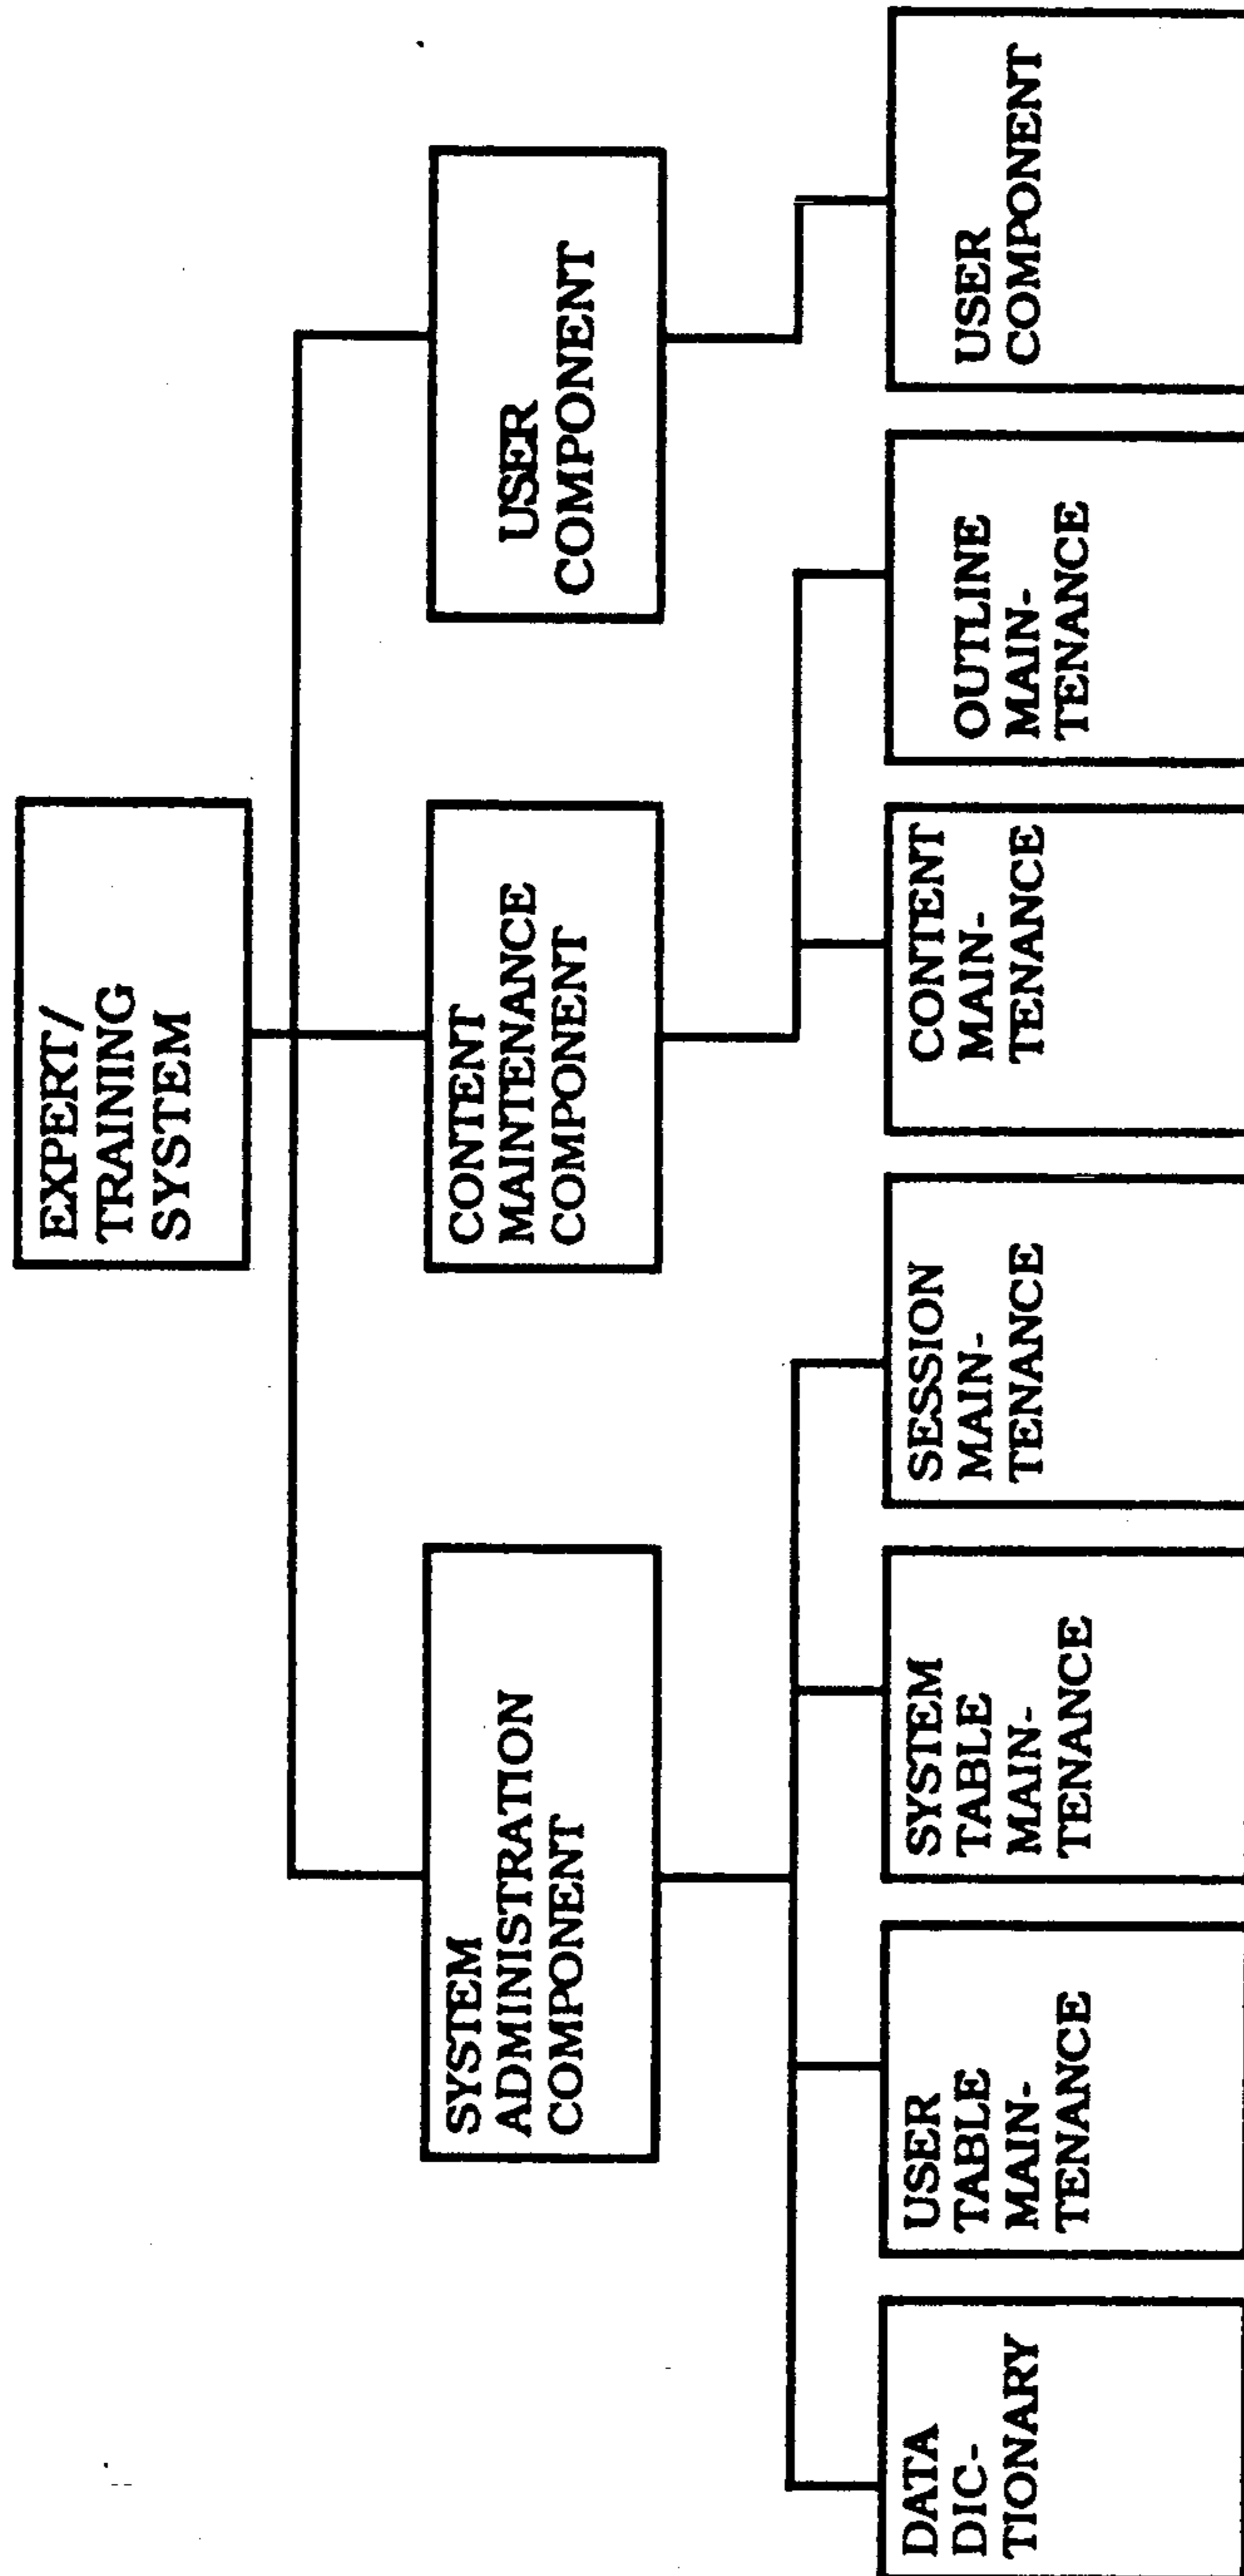 EXPERT/
TRAINING
SYSTEM
SYSTEM
ADMINISTRATION
COMPONENT
CONTENT
MAINTENANCE
COMPONENT
USER
COMPONENT
DATA
DIC-
TIONARY
USER
TABLE
MAIN-
TENANCE
SYSTEM
TABLE
MAIN-
TENANCE
SESSION
MAIN-
TENANCE
CONTENT
MAIN-
TENANCE
OUTLINE
MAIN-
TENANCE
USER
COMPONENT